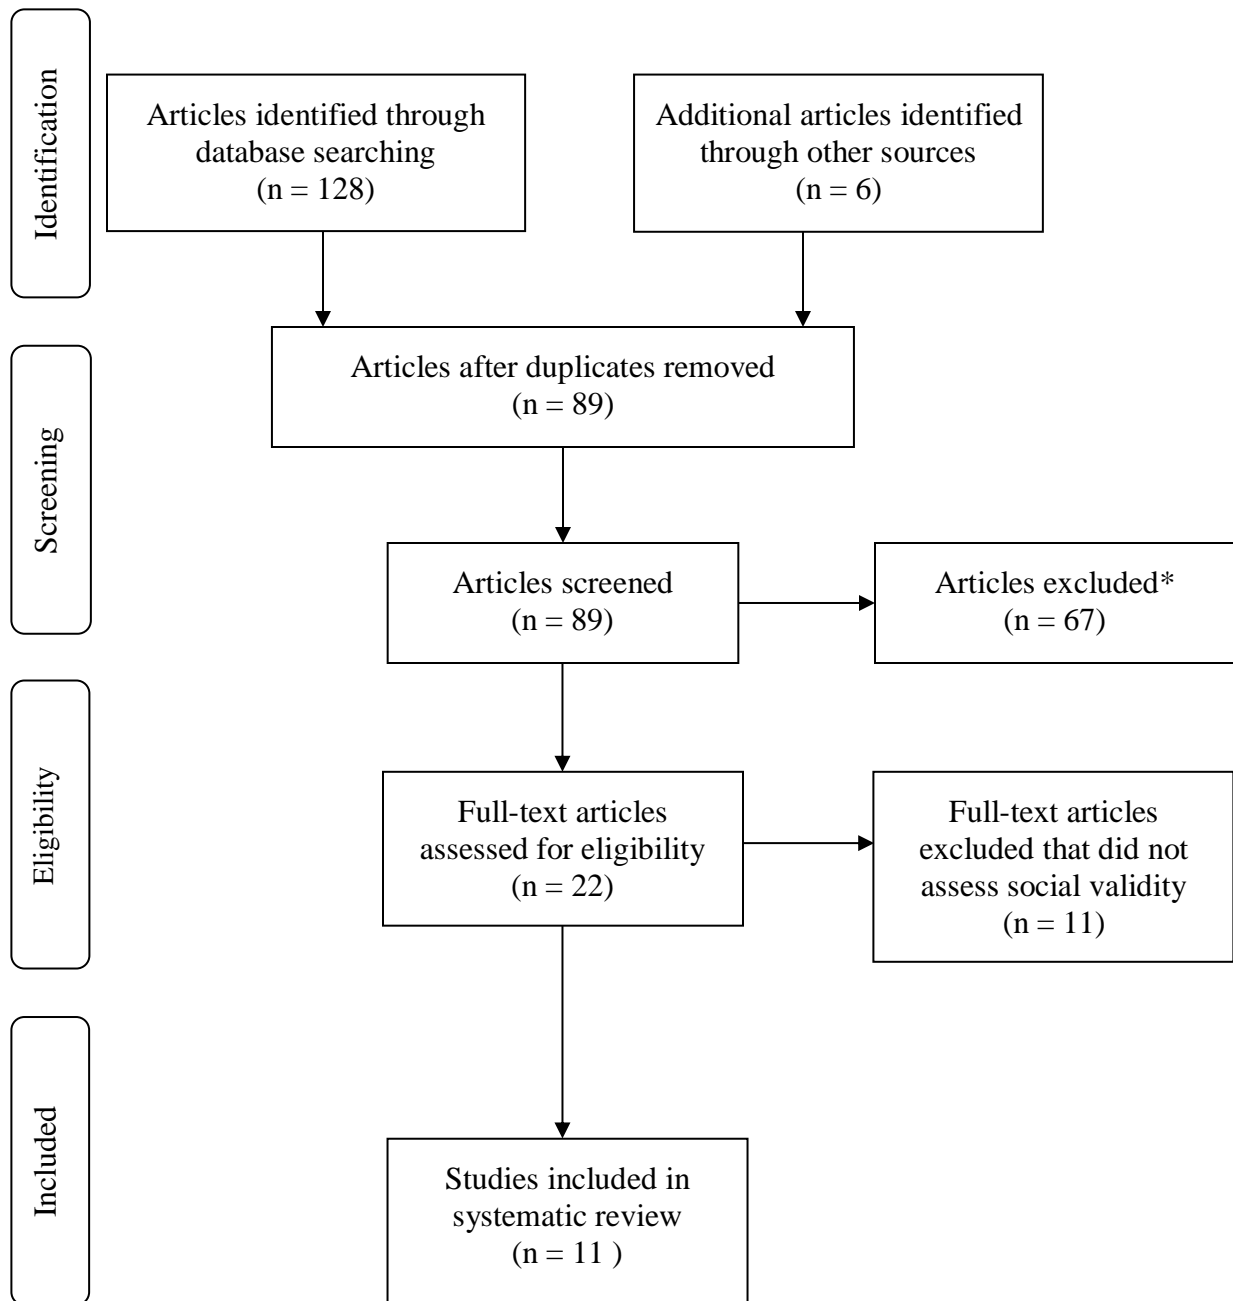 Identification
Articles identified through
database searching
(n = 128)
Additional articles identified
through other sources
(n = 6)
Screening
Articles after duplicates removed
(n = 89)
Articles screened
(n = 89)
Articles excluded*
(n = 67)
Eligibility
Full-text articles
assessed for eligibility
(n = 22)
Full-text articles
excluded that did not
assess social validity
(n = 11)
Included
Studies included in
systematic review
(n = 11 )